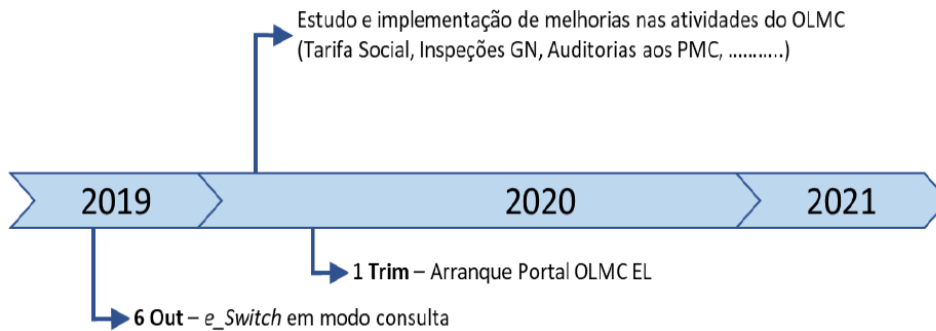 Estudo e implementação de melhorias nas atividades do OLMC
(Tarifa Social, Inspeções GN, Auditorias aos PMC, ...........)
2019
2020
2021
1 Trim – Arranque Portal OLMC EL
6 Out – e_Switch em modo consulta